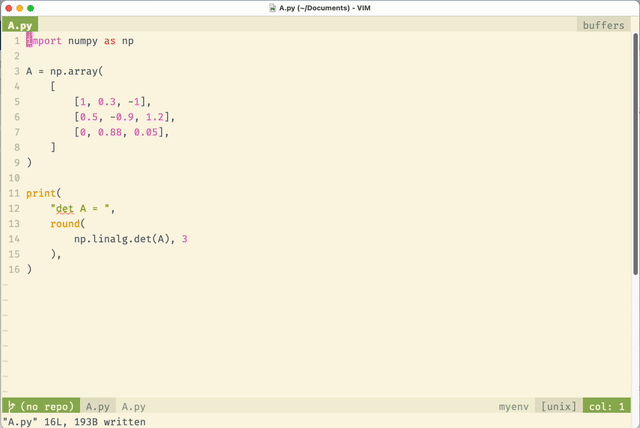 A.py (~/Documents) - VIM
A.py buffers
1 import numpy as np
2
3 A = np.array(
4     [
5         [1, 0.3, -1],
6         [0.5, -0.9, 1.2],
7         [0, 0.88, 0.05],
8     ]
9 )
10
11 print(
12     "det A = ",
13     round(
14         np.linalg.det(A), 3
15     ),
16 )
~
~
~
~
~
~
~
~
(no repo) A.py A.py myenv [unix] col: 1
"A.py" 16L, 193B written